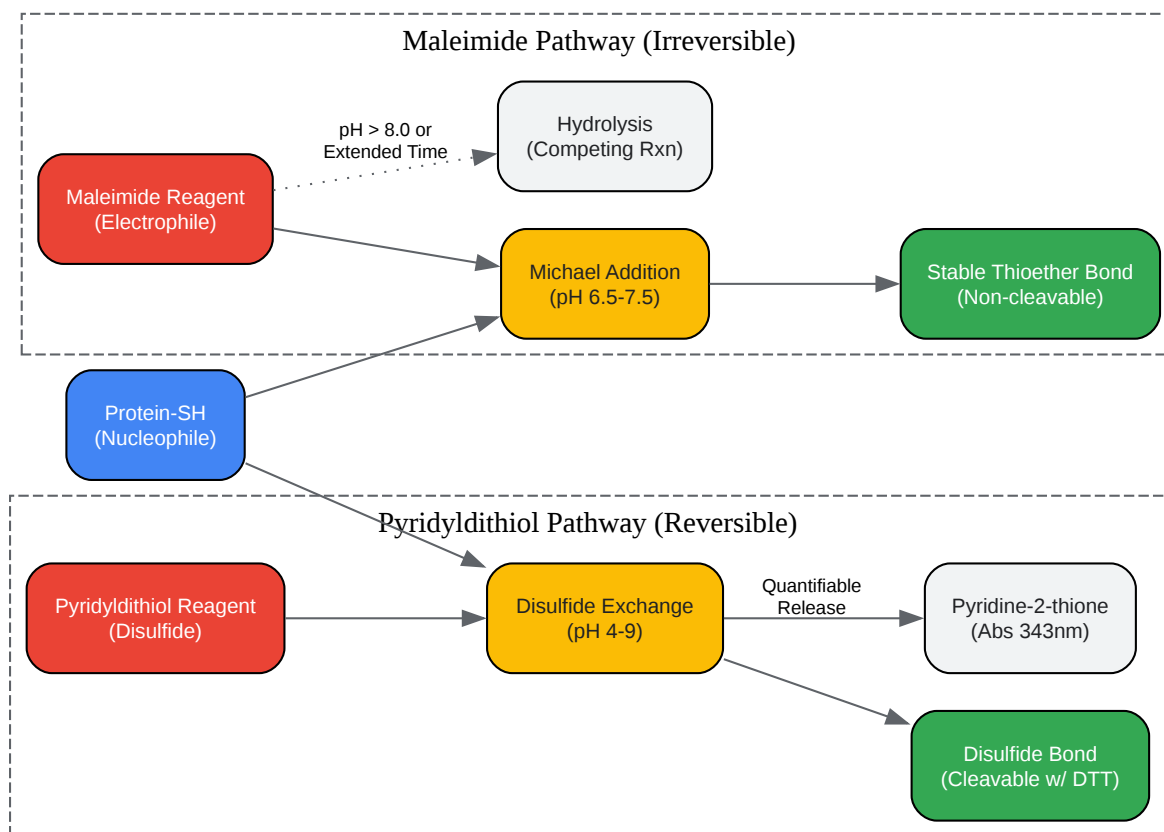 Maleimide Pathway (Irreversible)
Hydrolysis
(Competing Rxn)
pH > 8.0 or
Extended Time
Maleimide Reagent
(Electrophile)
Michael Addition
(pH 6.5-7.5)
Stable Thioether Bond
(Non-cleavable)
Protein-SH
(Nucleophile)
Pyridyldithiol Pathway (Reversible)
Pyridyldithiol Reagent
(Disulfide)
Disulfide Exchange
(pH 4-9)
Quantifiable
Release
Pyridine-2-thione
(Abs 343nm)
Disulfide Bond
(Cleavable w/ DTT)